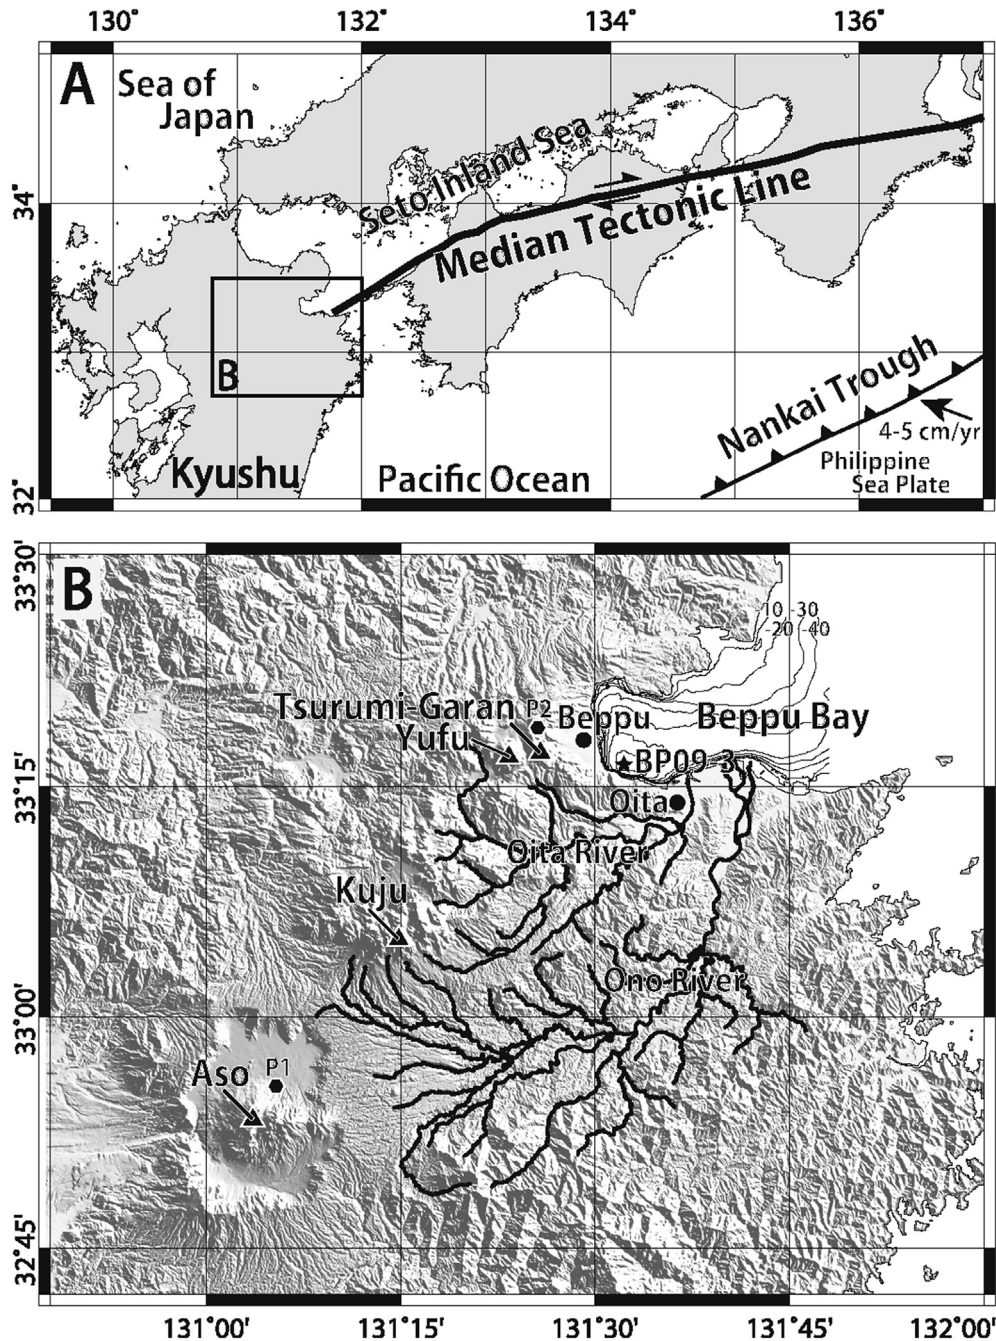 130° 132° 134° 136°
A
Sea of
Japan
Seto Inland Sea
34°
Median Tectonic Line
B
Nankai Trough
4-5 cm/yr
Kyushu
Pacific Ocean
Philippine
Sea Plate
32°
33°30'
B
-10 -30
-20 -40
Tsurumi-Garan P2 Beppu Beppu Bay
Yufu
BP09-3
33°15'
Oita
Oita River
Kuju
Ono River
33°00'
Aso P1
32°45'
131°00' 131°15' 131°30' 131°45' 132°00'